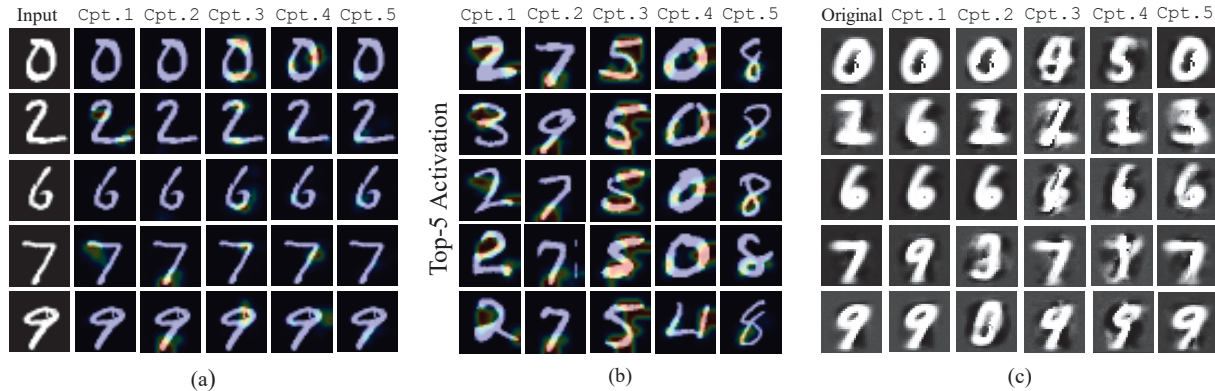 Input Cpt.1 Cpt.2 Cpt.3 Cpt.4 Cpt.5
(a)
Cpt.1 Cpt.2 Cpt.3 Cpt.4 Cpt.5
Top-5 Activation
(b)
Original Cpt.1 Cpt.2 Cpt.3 Cpt.4 Cpt.5
(c)